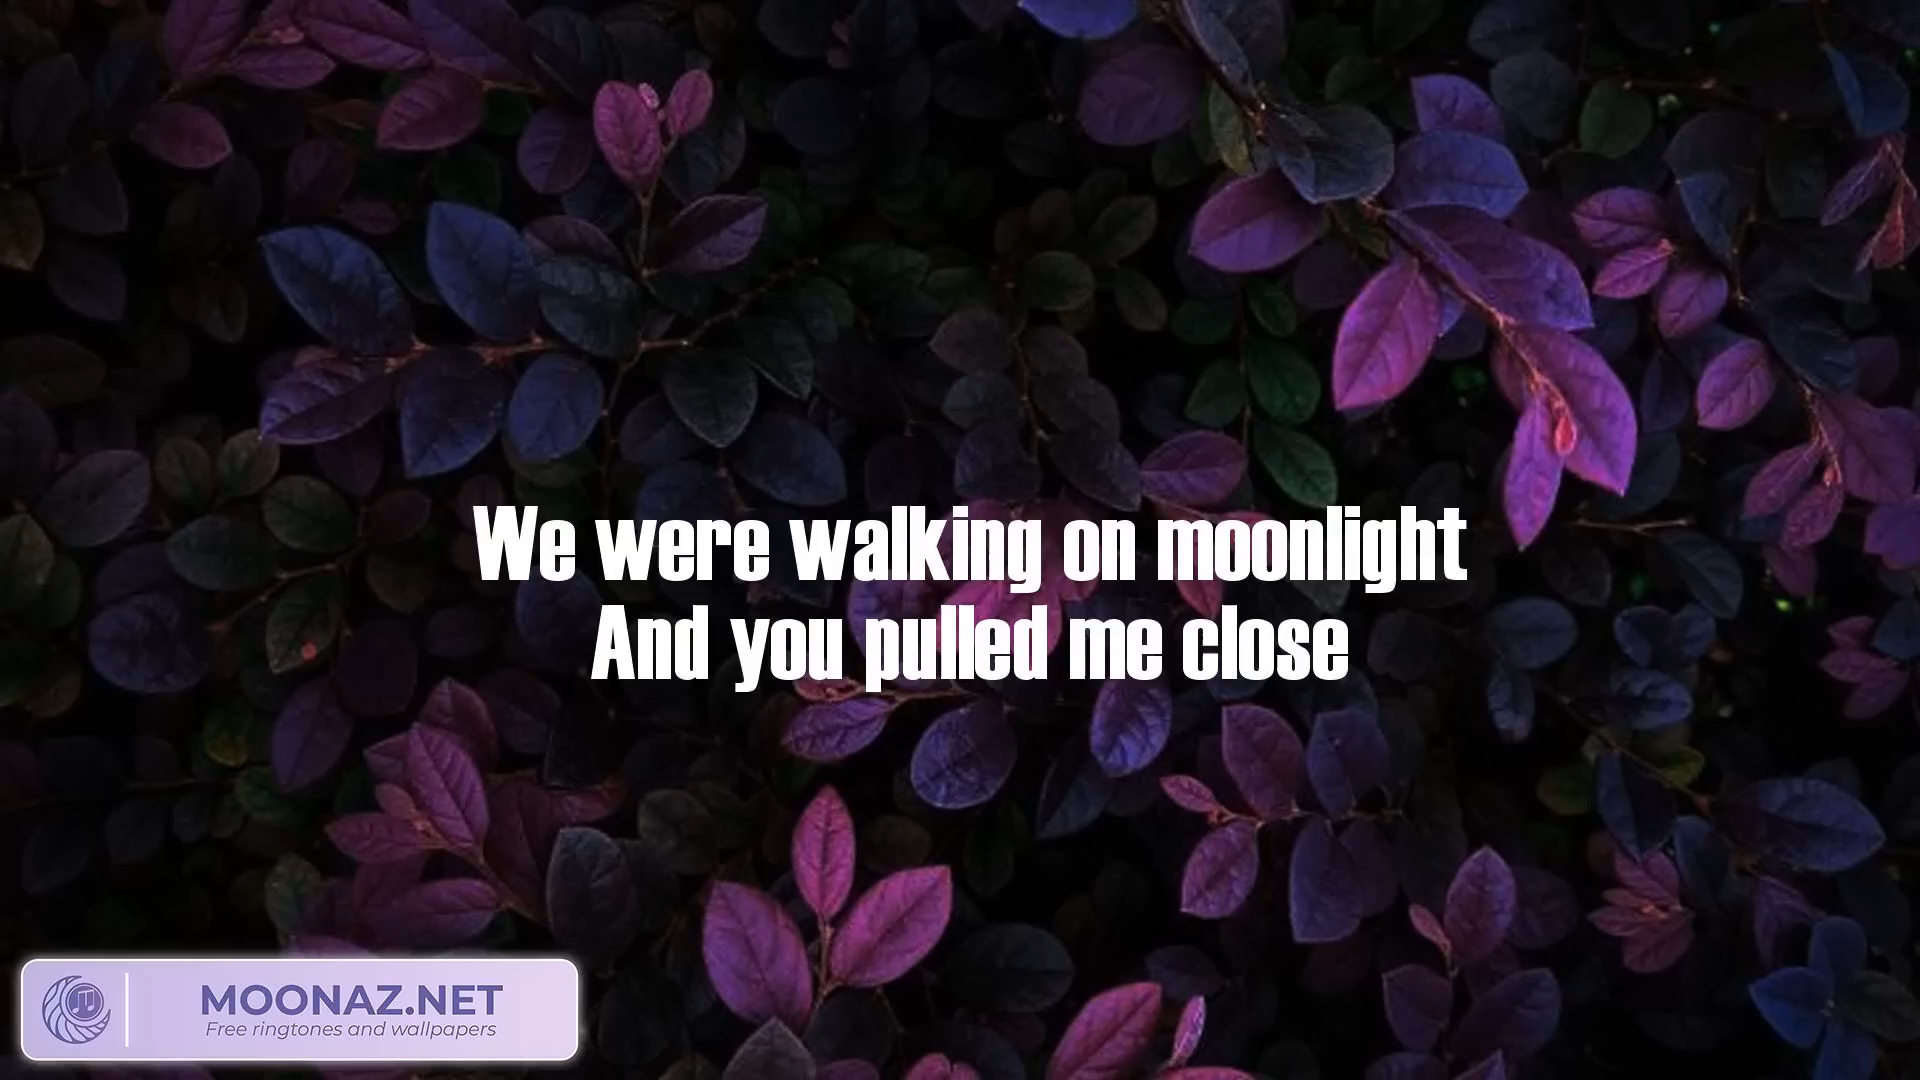 We were walking on moonlight
And you pulled me close
MOONAZ.NET
Free ringtones and wallpapers